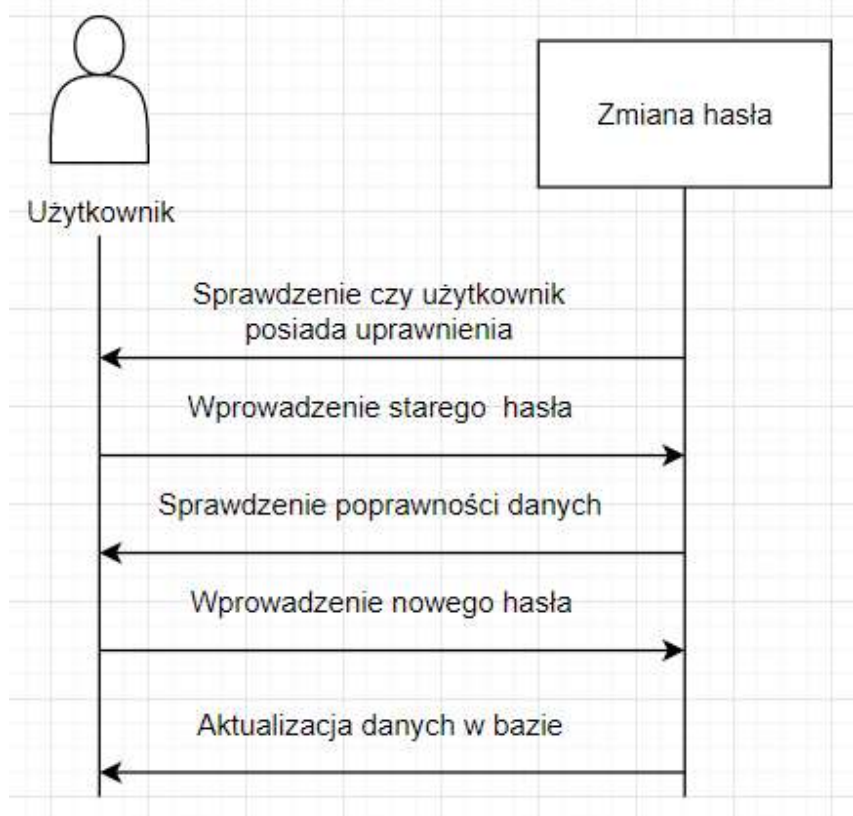 Zmiana hasła
Użytkownik
Sprawdzenie czy użytkownik
posiada uprawnienia
Wprowadzenie starego hasła
Sprawdzenie poprawności danych
Wprowadzenie nowego hasła
Aktualizacja danych w bazie